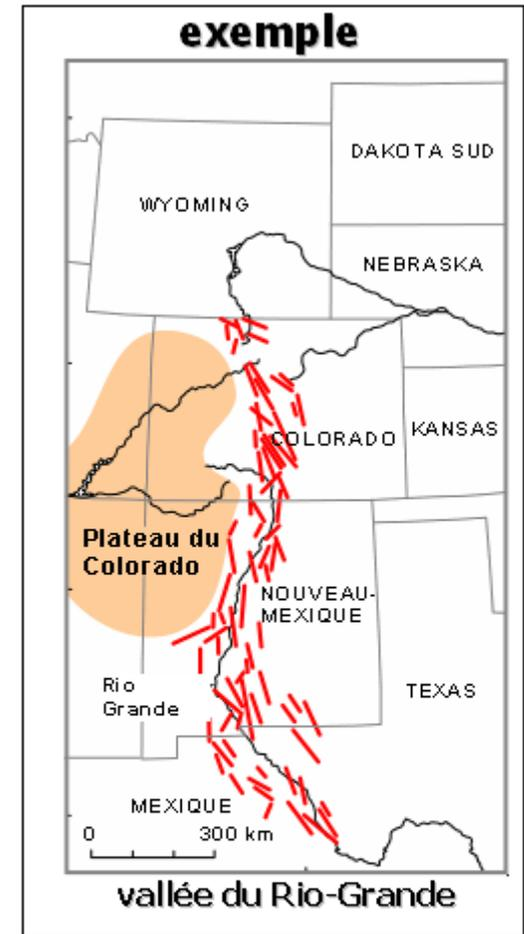 exemple
DAKOTA SUD
WYOMING
NEBRASKA
COLORADO
KANSAS
Plateau du
Colorado
NOUVEAU-
MEXIQUE
Rio
Grande
TEXAS
MEXIQUE
0 300 km
vallée du Rio-Grande